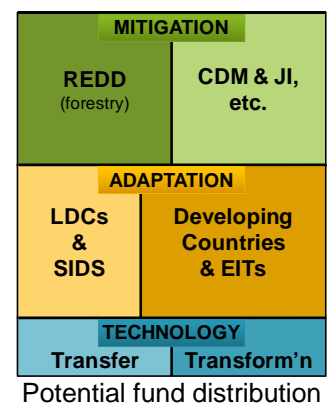 MITIGATION
REDD
(forestry)
CDM & JI,
etc.
ADAPTATION
LDCs
&
SIDS
Developing
Countries
& EITs
TECHNOLOGY
Transfer
Transform'n
Potential fund distribution